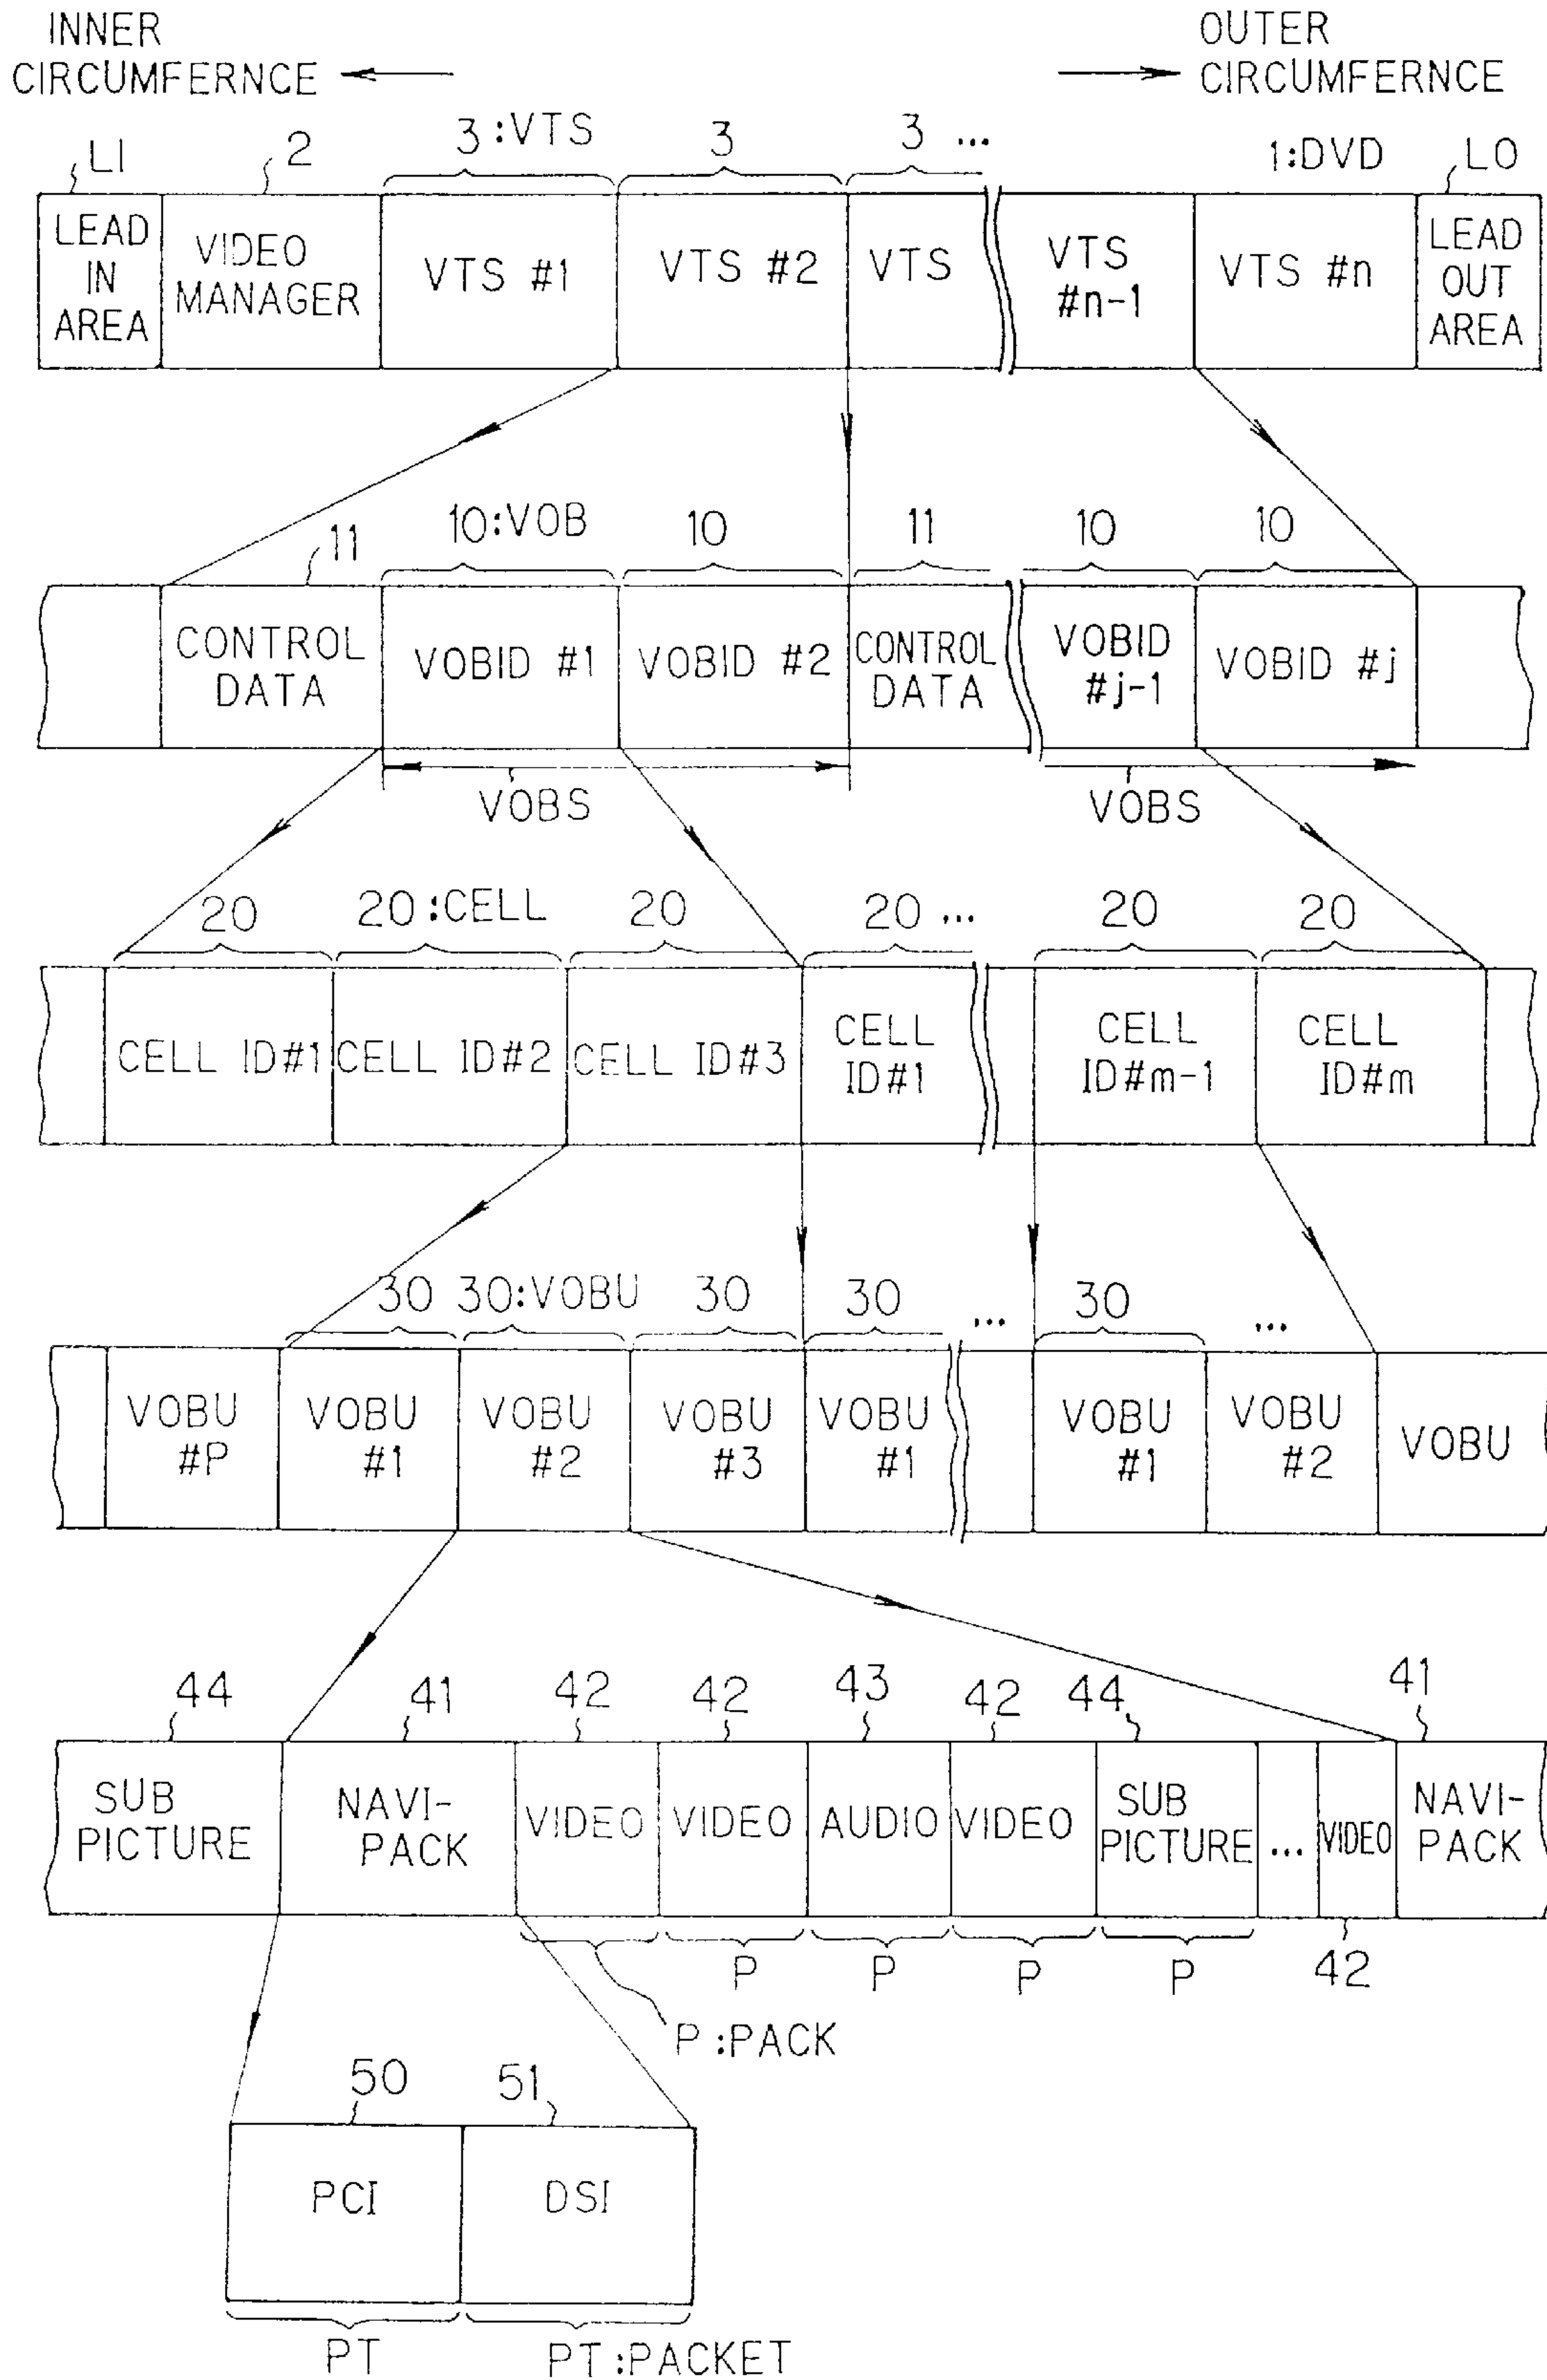 INNER
CIRCUMFERNCE
OUTER
CIRCUMFERNCE
LI
2
3 :VTS
3
3 ...
1:DVD
LO
LEAD
IN
AREA
VIDEO
MANAGER
VTS #1
VTS #2
VTS
VTS
#n-1
VTS #n
LEAD
OUT
AREA
11
10:VOB
10
11
10
10
CONTROL
DATA
VOBID #1
VOBID #2
CONTROL
DATA
VOBID
#j-1
VOBID #j
VOBS
VOBS
20
20 :CELL
20
20 ...
20
20
CELL ID#1
CELL ID#2
CELL ID#3
CELL
ID#1
CELL
ID#m-1
CELL
ID#m
30
30:VOBU
30
30
...
30
...
VOBU
#P
VOBU
#1
VOBU
#2
VOBU
#3
VOBU
#1
VOBU
#1
VOBU
#2
VOBU
44
41
42
42
43
42
44
41
SUB
PICTURE
NAVI-
PACK
VIDEO
VIDEO
AUDIO
VIDEO
SUB
PICTURE
...
VIDEO
NAVI-
PACK
P
P
P
P
42
P :PACK
50
51
PCI
DSI
PT
PT :PACKET